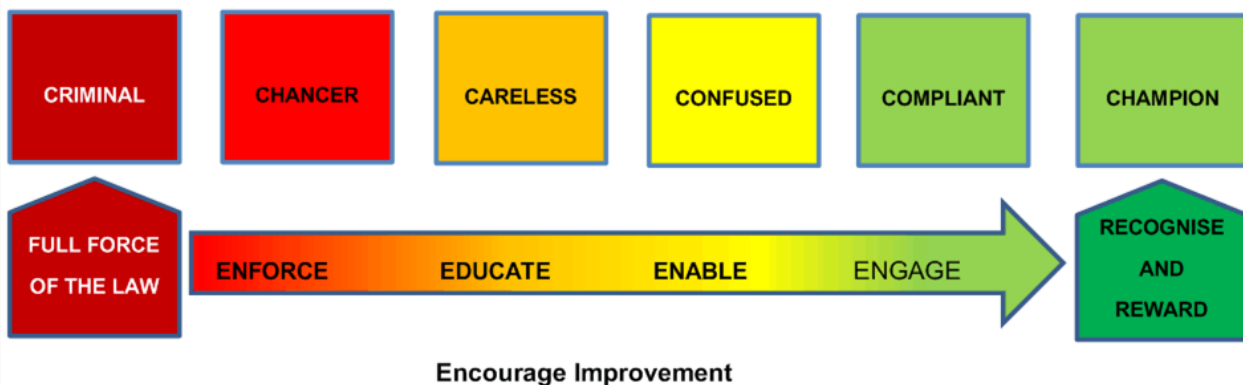 CRIMINAL
CHANCER
CARELESS
CONFUSED
COMPLIANT
CHAMPION
FULL FORCE
OF THE LAW
ENFORCE
EDUCATE
ENABLE
ENGAGE
RECOGNISE
AND
REWARD
Encourage Improvement